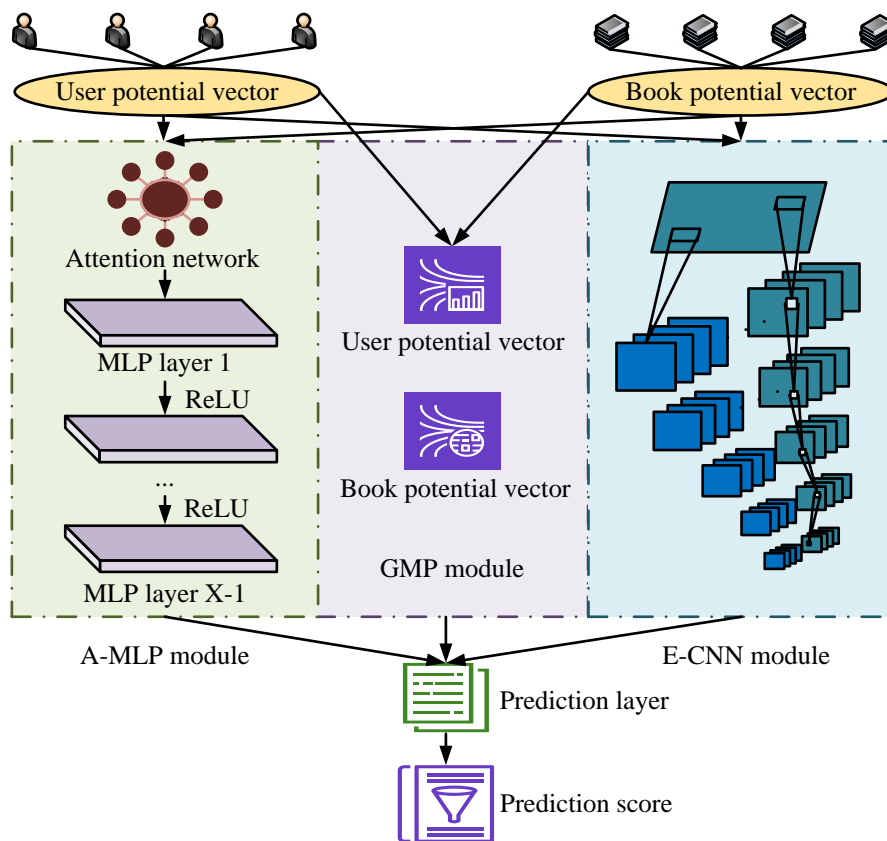 User potential vector
Book potential vector
Attention network
MLP layer 1
ReLU
...
ReLU
MLP layer X-1
User potential vector
Book potential vector
GMP module
A-MLP module
E-CNN module
Prediction layer
Prediction score